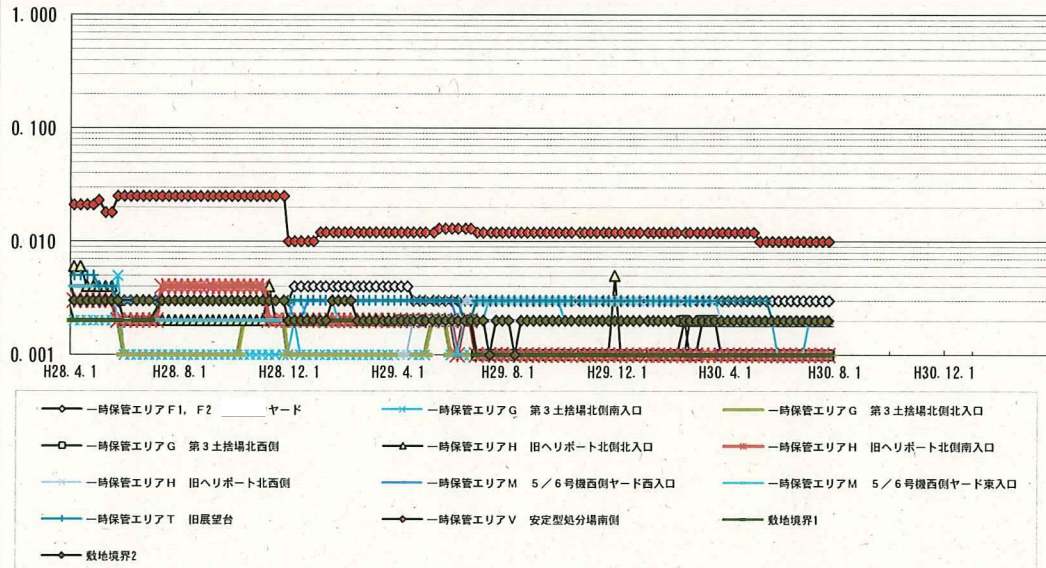 1.000
0.100
0.010
0.001
H28.4.1 H28.8.1 H28.12.1 H29.4.1 H29.8.1 H29.12.1 H30.4.1 H30.8.1 H30.12.1
一時保管エリアF1, F2 ヤード 一時保管エリアG 第3土捨場北側南入口 一時保管エリアG 第3土捨場北側北入口
一時保管エリアG 第3土捨場北西側 一時保管エリアH 旧ヘリポート北側北入口 一時保管エリアH 旧ヘリポート北側南入口
一時保管エリアH 旧ヘリポート北西側 一時保管エリアM 5/6号機西側ヤード西入口 一時保管エリアM 5/6号機西側ヤード東入口
一時保管エリアT 旧展望台 一時保管エリアV 安定型処分場南側 敷地境界1
敷地境界2